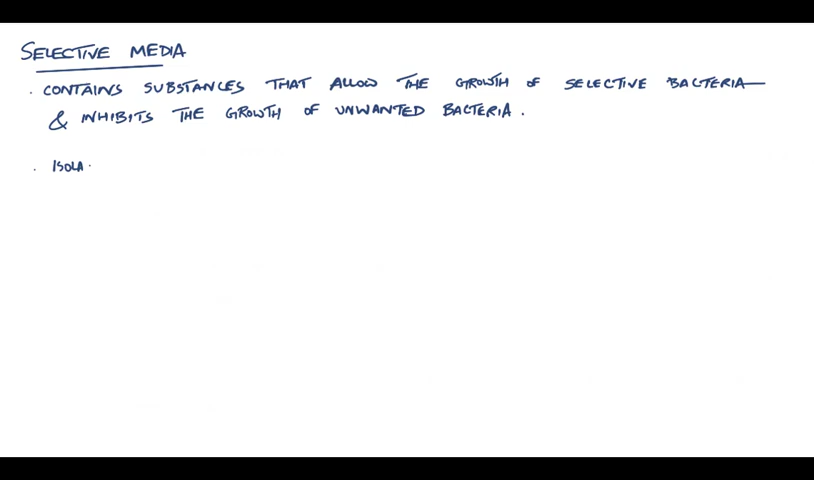 SELECTIVE MEDIA
. CONTAINS SUBSTANCES THAT ALLOW THE GROWTH OF SELECTIVE BACTERIA
& INHIBITS THE GROWTH OF UNWANTED BACTERIA.
. ISOLA